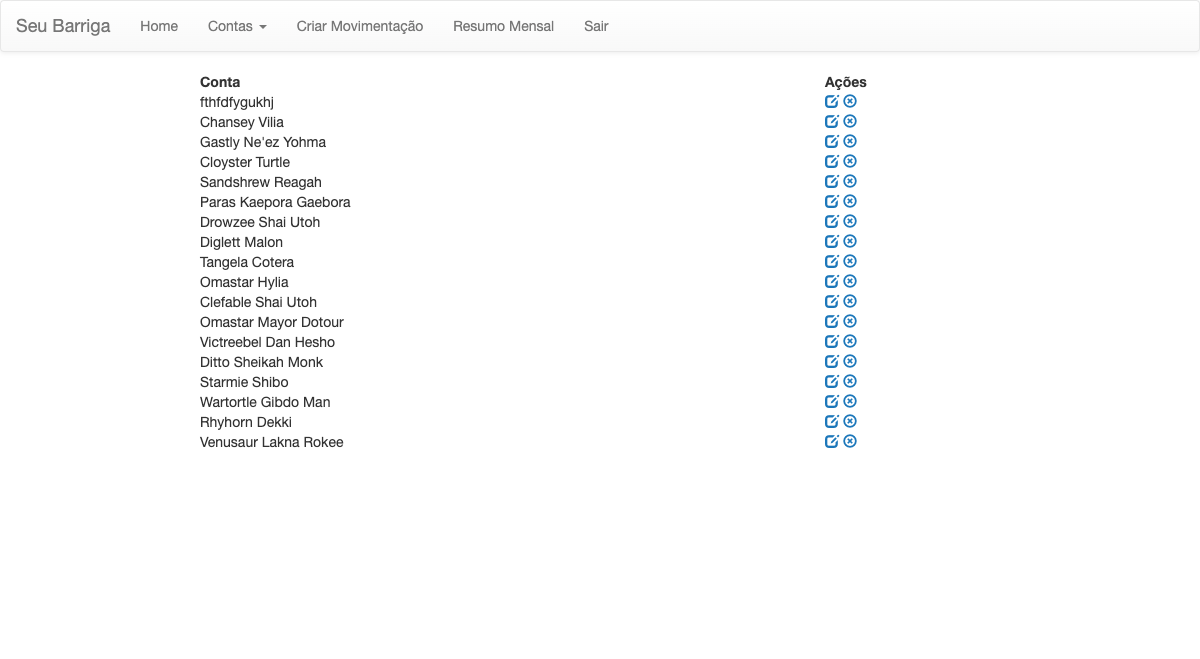 Seu Barriga Home Contas Criar Movimentação Resumo Mensal Sair
Conta Ações
fthfdfygukhj
Chansey Vilia
Gastly Ne'ez Yohma
Cloyster Turtle
Sandshrew Reagah
Paras Kaepora Gaebora
Drowzee Shai Utoh
Diglett Malon
Tangela Cotera
Omastar Hylia
Clefable Shai Utoh
Omastar Mayor Dotour
Victreebel Dan Hesho
Ditto Sheikah Monk
Starmie Shibo
Wartortle Gibdo Man
Rhyhorn Dekki
Venusaur Lakna Rokee